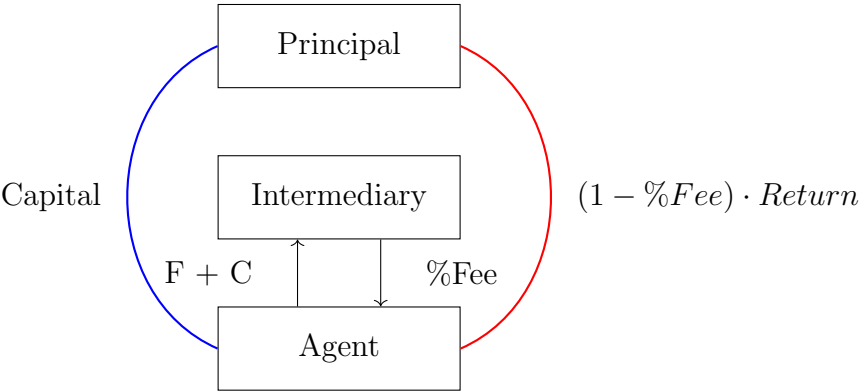 Principal
Capital
Intermediary
(1 − %Fee) · Return
F + C
%Fee
Agent